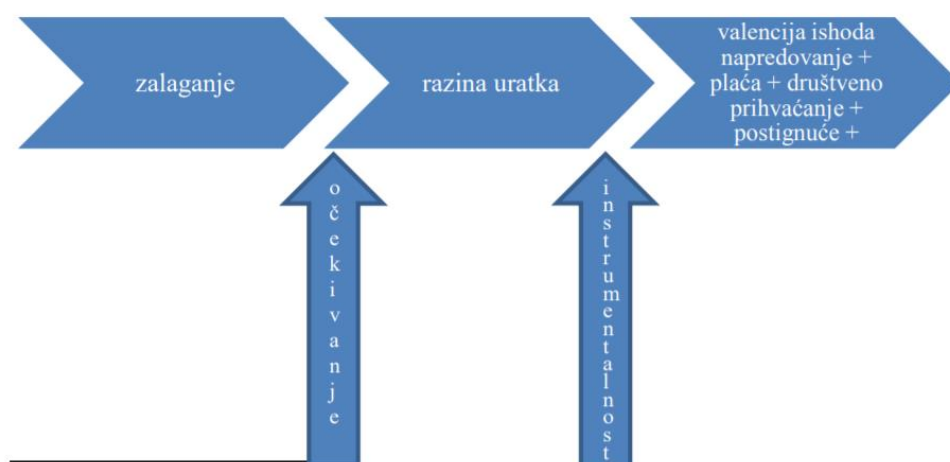 zalaganje
razina uratka
valencija ishoda
napredovanje +
plaća + društveno
prihvaćanje +
postignuće +
očekivanje
instrumentalnost